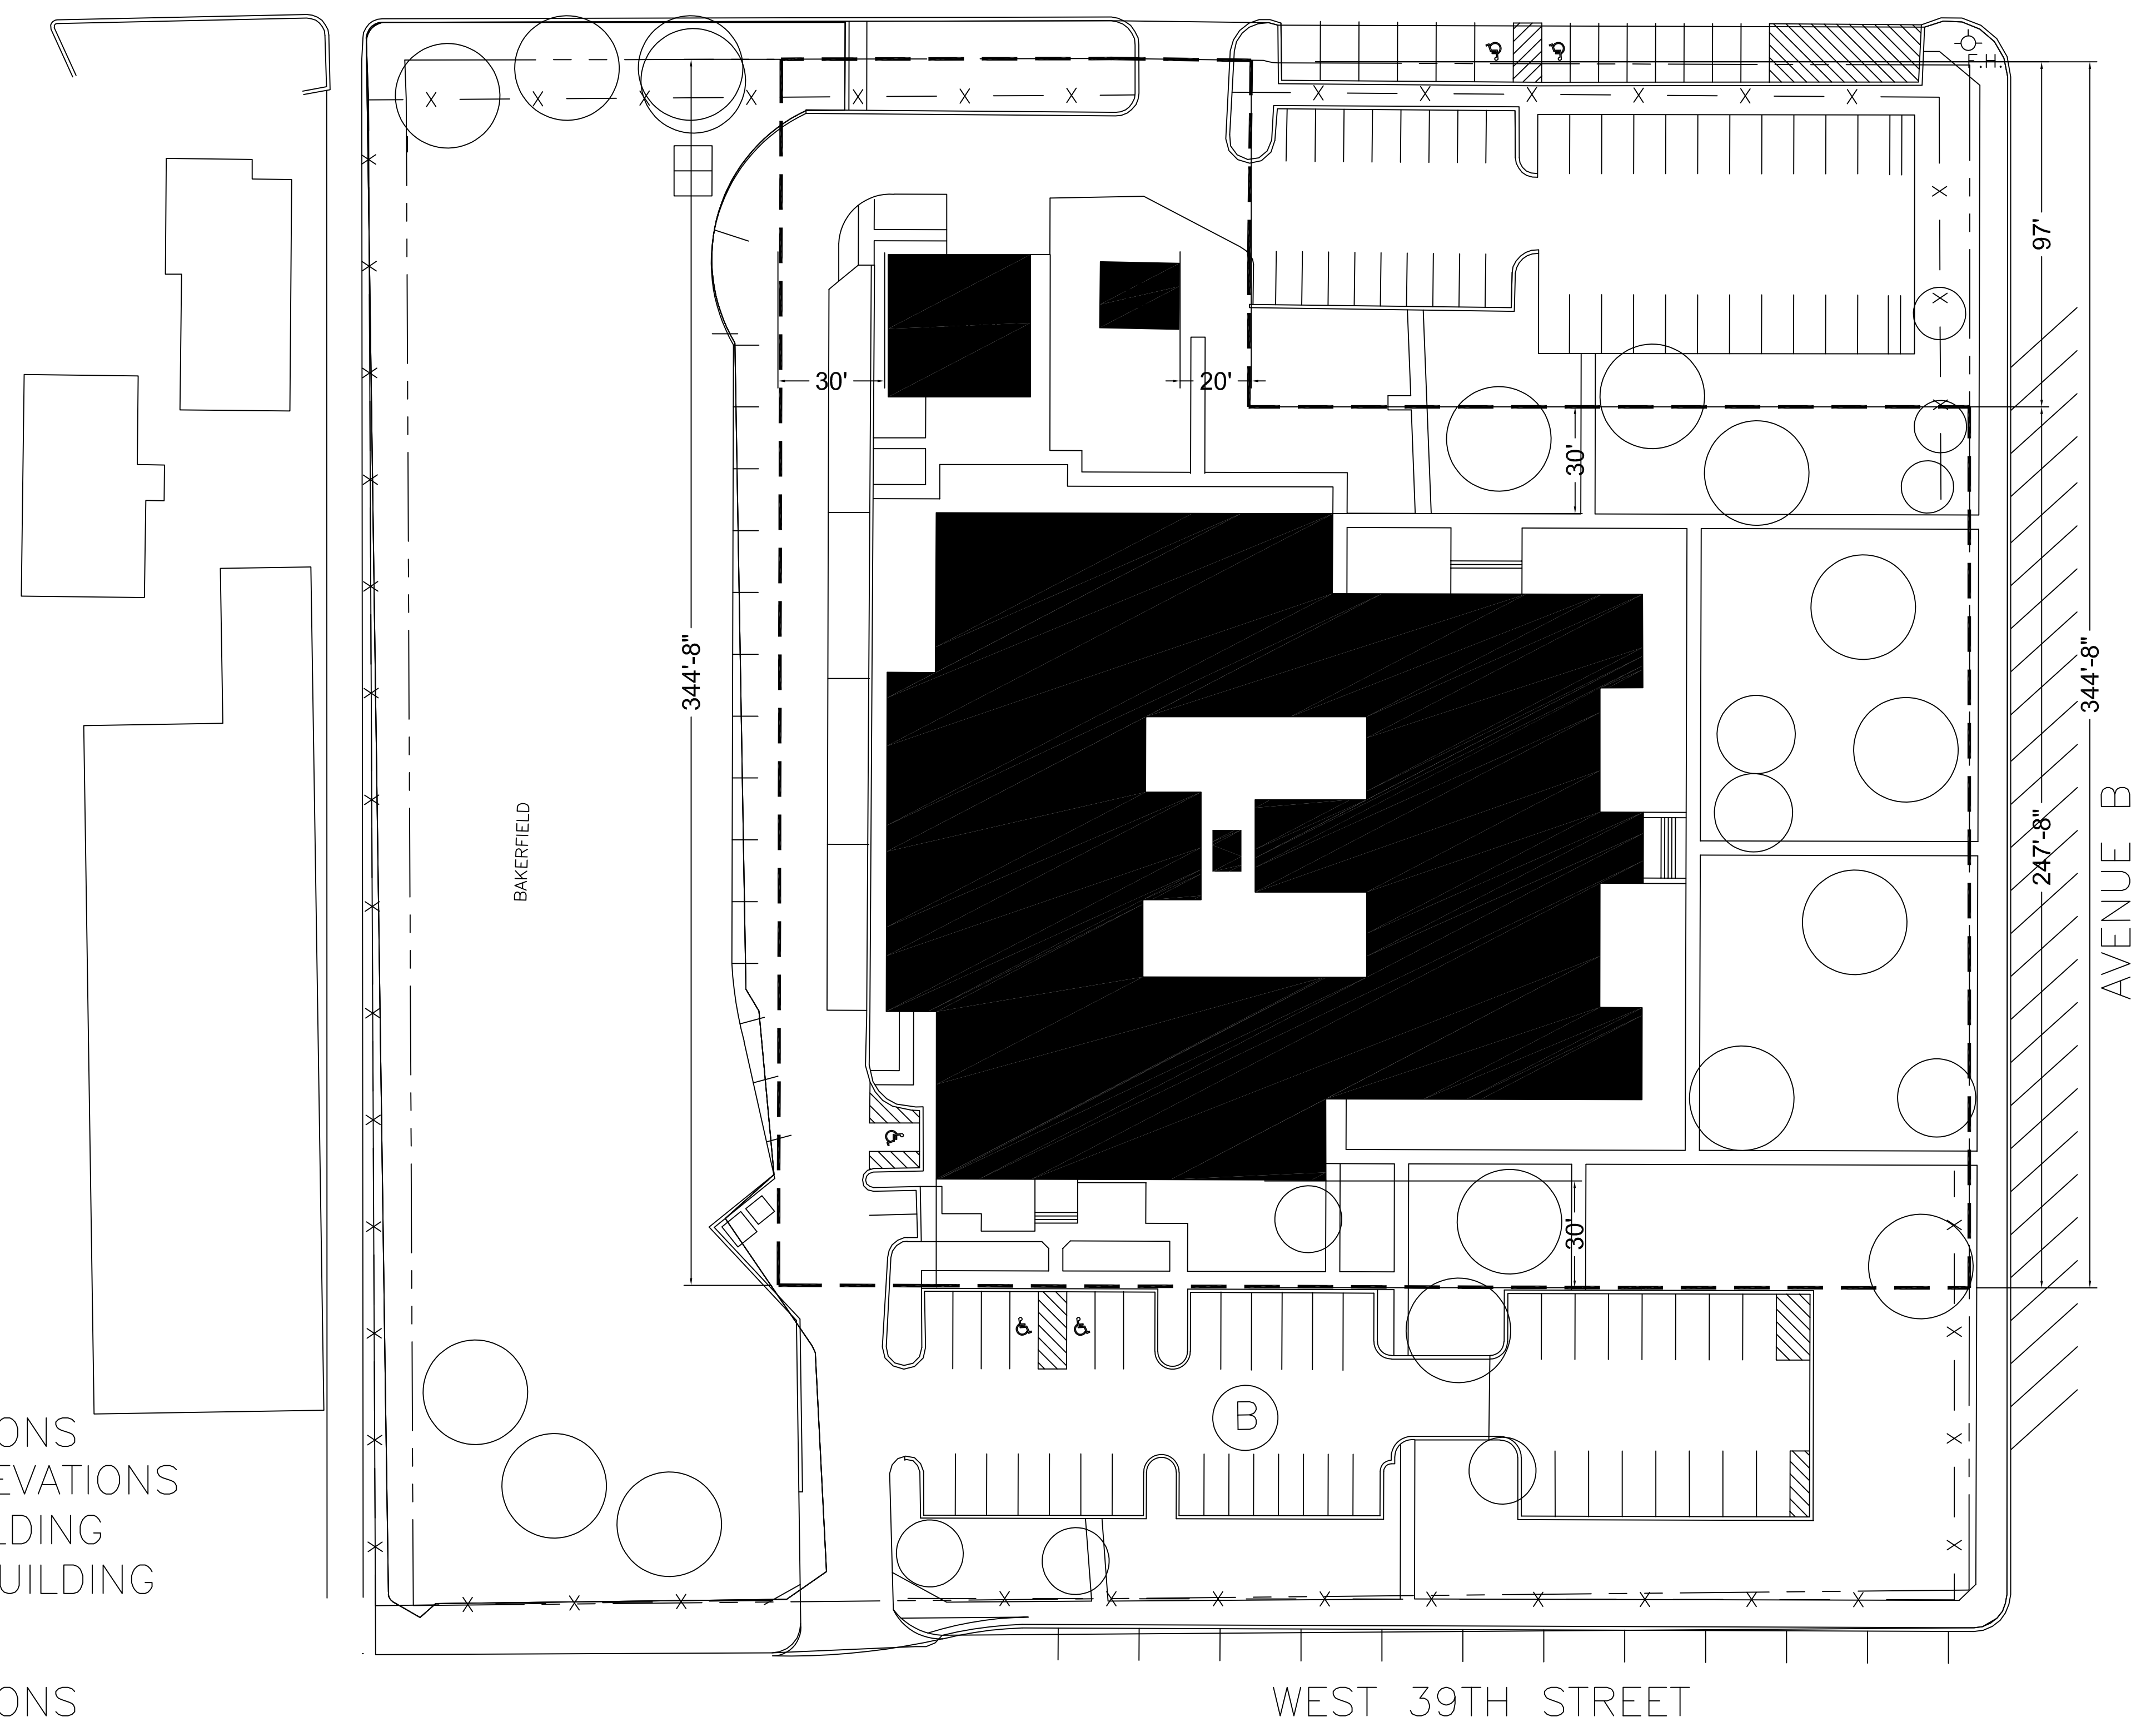 F.H.
97'
30'
20'
30'
344'-8"
344'-8"
BAKERFIELD
247'-8"
AVENUE B
30'
B
ONS
EVATIONS
LDING
UILDING
ONS
WEST 39TH STREET
X X X X X X X
X X X X X X
X X X
X X X X X X X X X X X X X X
X X X X
X X X X X X X X X X X X